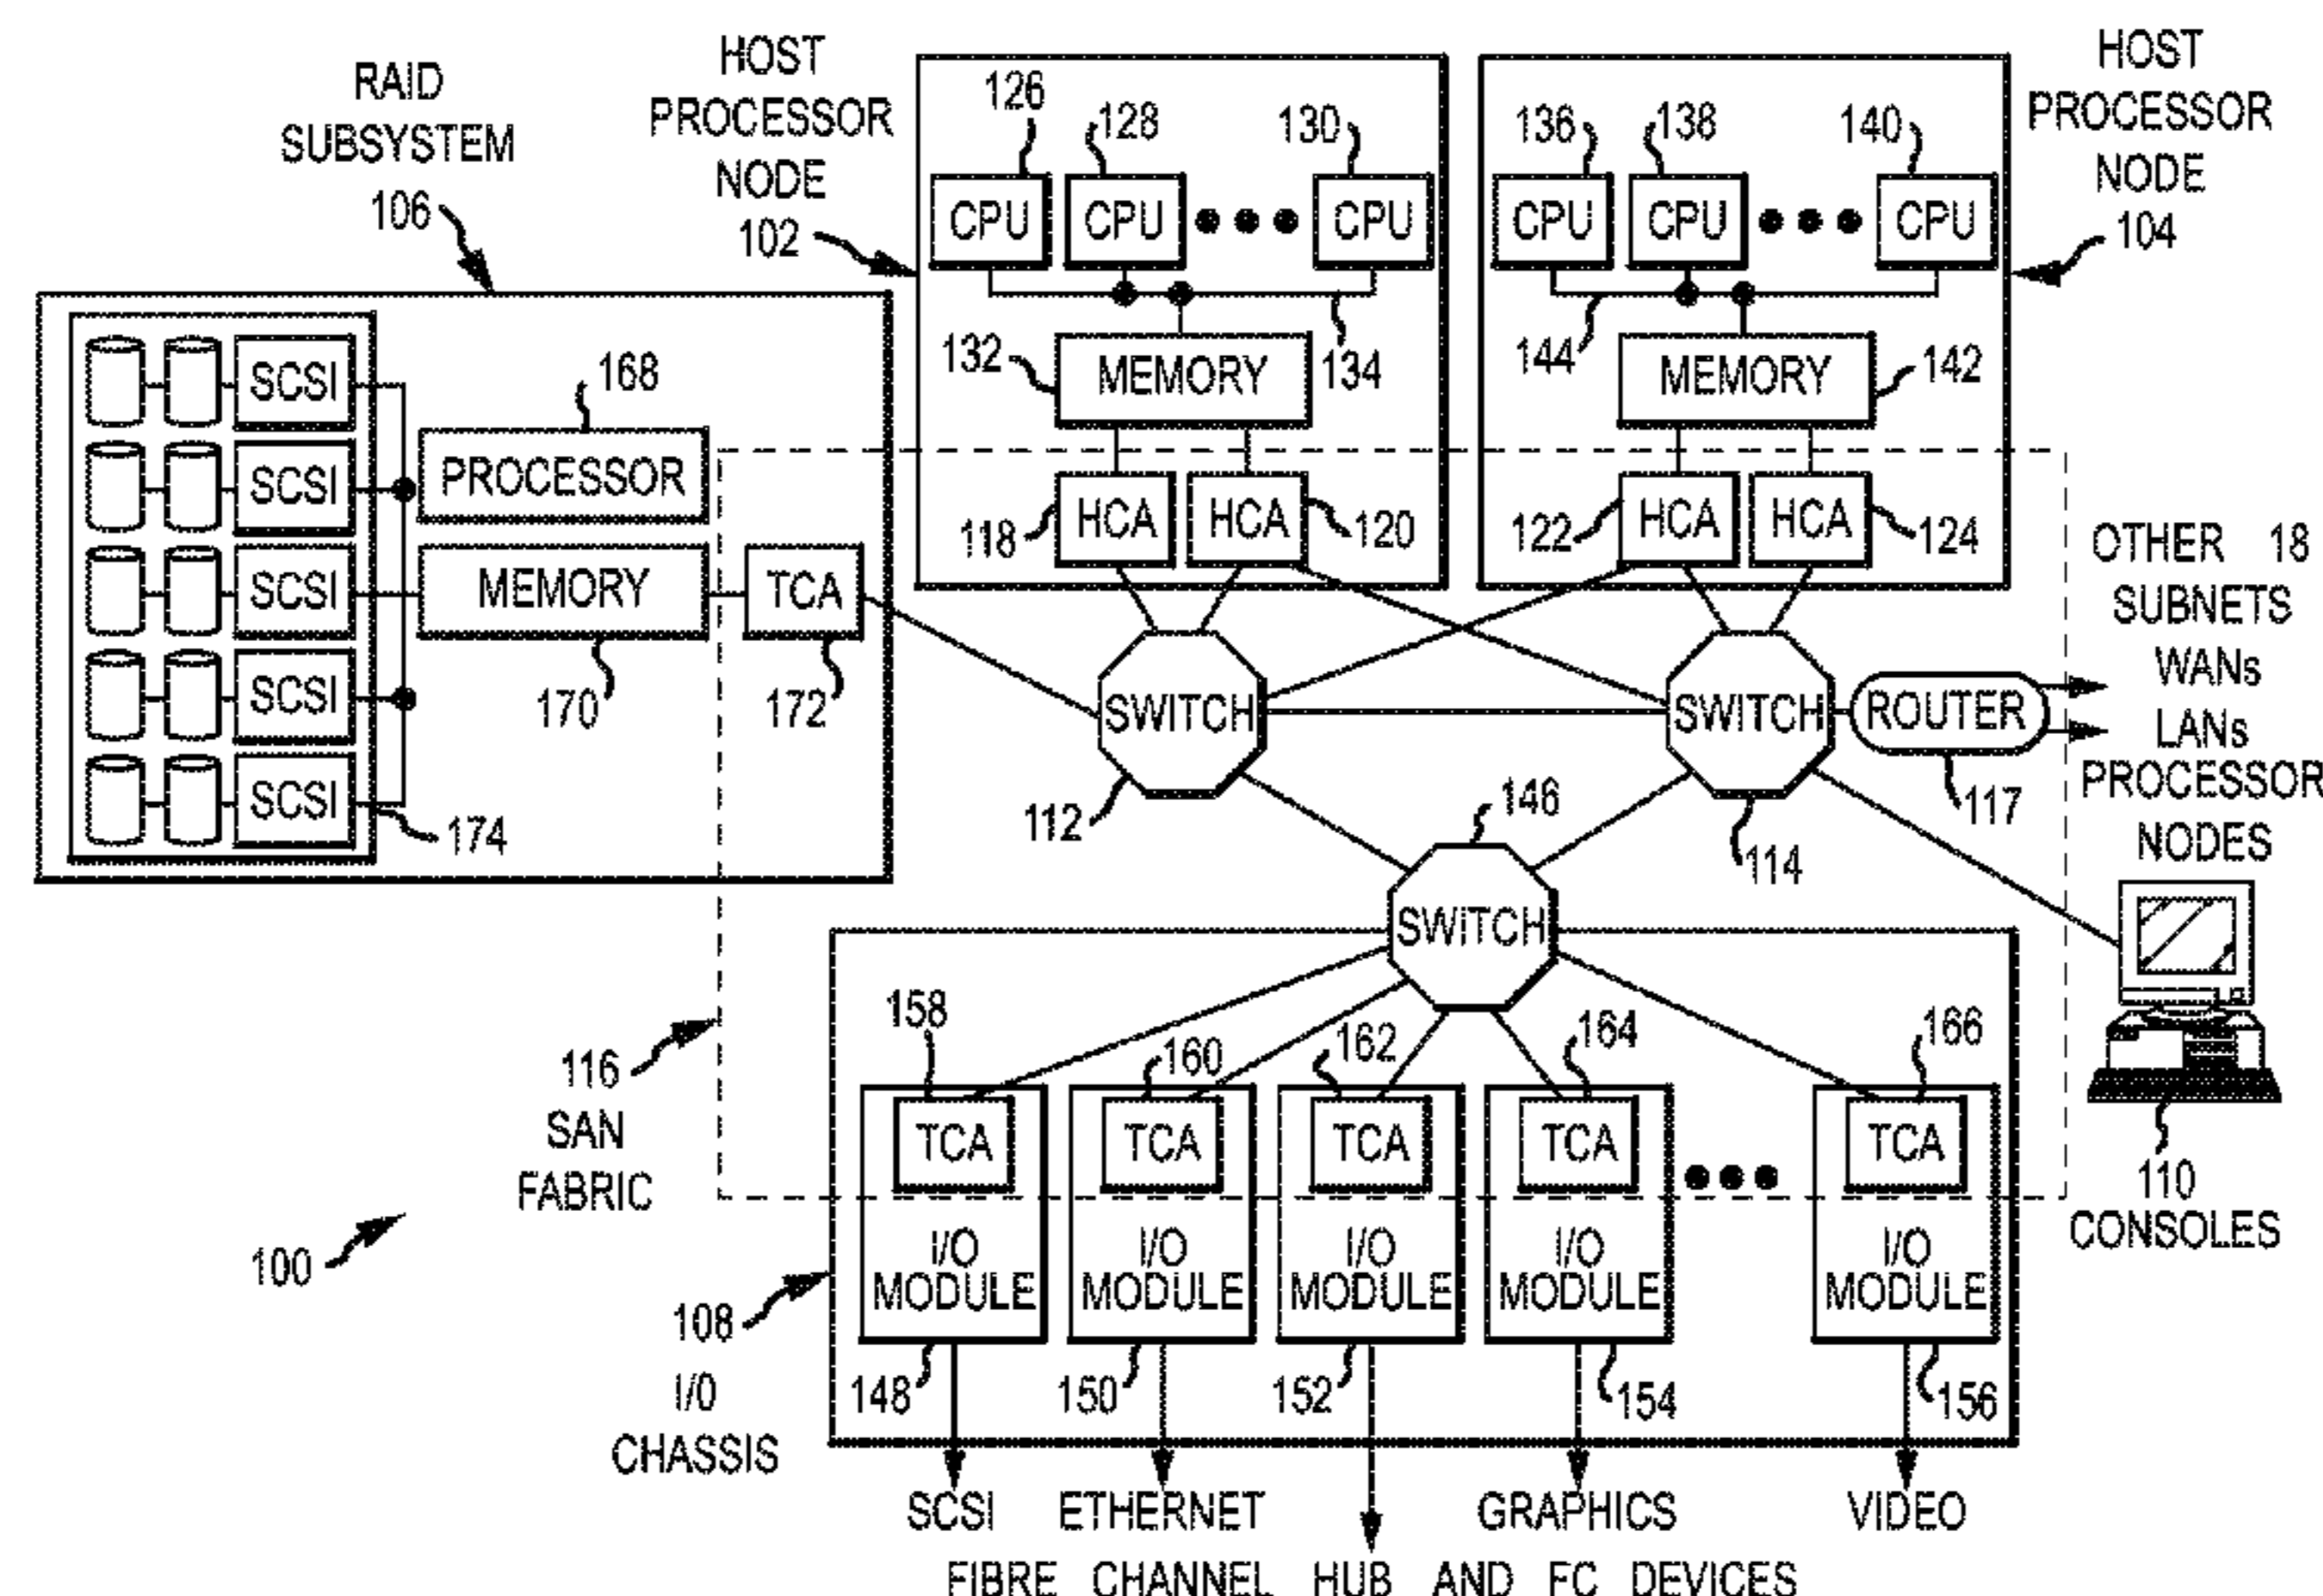 RAID
SUBSYSTEM
106
HOST
PROCESSOR
NODE
102
HOST
PROCESSOR
NODE
104
126
128
130
136
138
140
CPU CPU CPU
CPU CPU CPU
132
MEMORY
134
144
MEMORY
142
SCSI
SCSI
SCSI
SCSI
SCSI
168
PROCESSOR
MEMORY
170
TCA
172
174
118
HCA
HCA
120
122
HCA
HCA
124
OTHER 18
SUBNETS
WANs
LANs
PROCESSOR
NODES
SWITCH
112
SWITCH
114
ROUTER
117
146
SWITCH
116
SAN
FABRIC
100
158
160
162
164
166
TCA
TCA
TCA
TCA
TCA
I/O
MODULE
I/O
MODULE
I/O
MODULE
I/O
MODULE
I/O
MODULE
110
CONSOLES
108
I/O
CHASSIS
148
150
152
154
156
SCSI
ETHERNET
GRAPHICS
VIDEO
FIBRE CHANNEL HUB AND FC DEVICES